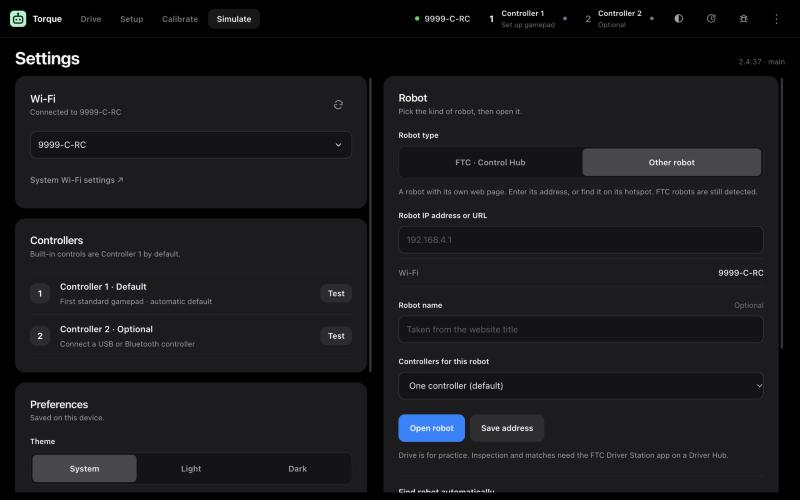 Torque
Drive
Setup
Calibrate
Simulate
9999-C-RC
1
Controller 1
Set up gamepad
2
Controller 2
Optional
Settings
2.4.37 · main
Wi-Fi
Connected to 9999-C-RC
9999-C-RC
System Wi-Fi settings ↗
Controllers
Built-in controls are Controller 1 by default.
1
Controller 1 · Default
First standard gamepad · automatic default
Test
2
Controller 2 · Optional
Connect a USB or Bluetooth controller
Test
Preferences
Saved on this device.
Theme
System
Light
Dark
Robot
Pick the kind of robot, then open it.
Robot type
FTC · Control Hub
Other robot
A robot with its own web page. Enter its address, or find it on its hotspot. FTC robots are still detected.
Robot IP address or URL
192.168.4.1
Wi-Fi
9999-C-RC
Robot name
Optional
Taken from the website title
Controllers for this robot
One controller (default)
Open robot
Save address
Drive is for practice. Inspection and matches need the FTC Driver Station app on a Driver Hub.
Find robot automatically